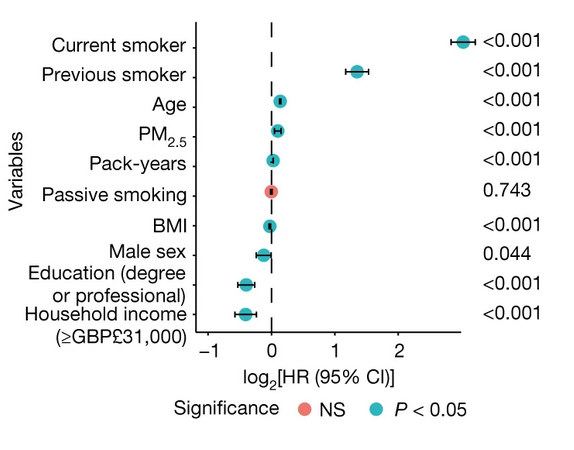 Variables
Current smoker <0.001
Previous smoker <0.001
Age <0.001
PM2.5 <0.001
Pack-years <0.001
Passive smoking 0.743
BMI <0.001
Male sex 0.044
Education (degree
or professional) <0.001
Household income <0.001
(≥GBP£31,000)
−1 0 1 2
log2[HR (95% CI)]
Significance NS P < 0.05